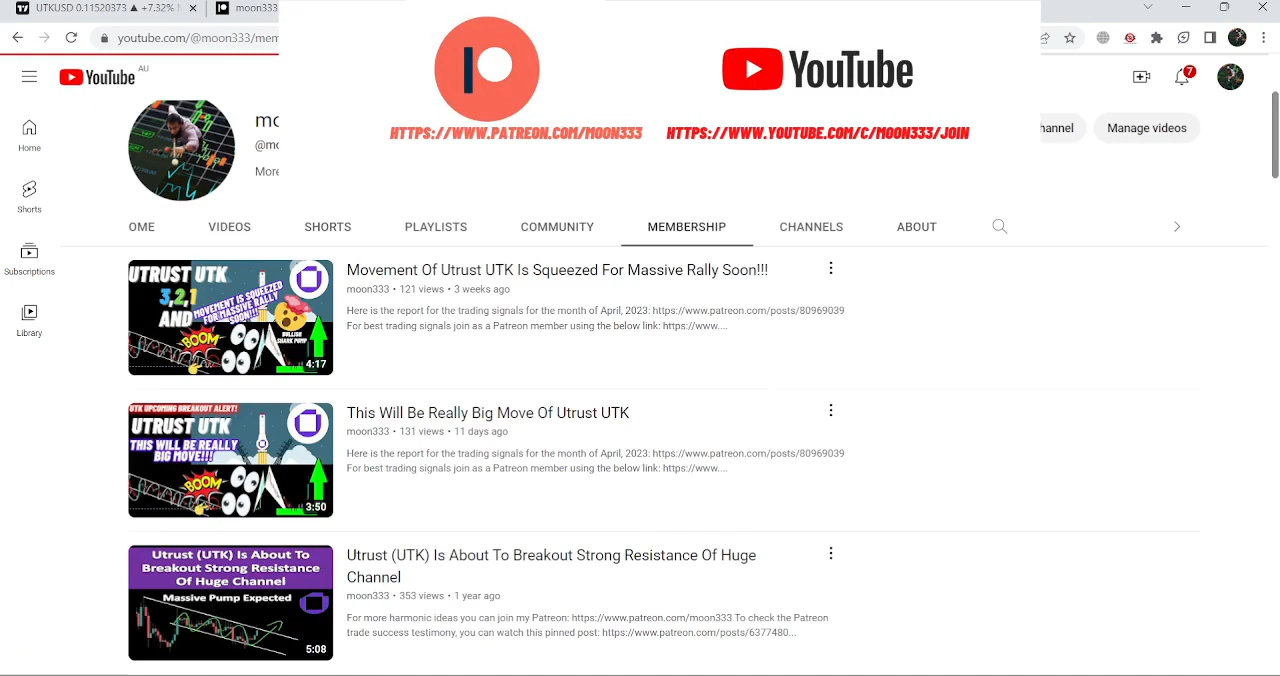 UTKUSD 0.11520373 ▲ +7.32%
moon333
youtube.com/@moon333/mem
HTTPS://WWW.PATREON.COM/MOON333
YouTube
HTTPS://WWW.YOUTUBE.COM/C/MOON333/JOIN
YouTube AU
7
Home
Shorts
Subscriptions
Library
mo
@mo
More
hannel
Manage videos
OME VIDEOS SHORTS PLAYLISTS COMMUNITY MEMBERSHIP CHANNELS ABOUT
UTRUST UTK
3,2,1
AND
MOVEMENT IS SQUEEZED
FOR MASSIVE RALLY
SOON!!!
BOOM
BULLISH
SHARK PUMP
4:17
Movement Of Utrust UTK Is Squeezed For Massive Rally Soon!!!
moon333 • 121 views • 3 weeks ago
Here is the report for the trading signals for the month of April, 2023: https://www.patreon.com/posts/80969039
For best trading signals join as a Patreon member using the below link: https://www....
UTK UPCOMING BREAKOUT ALERT!
UTRUST UTK
THIS WILL BE REALLY
BIG MOVE!!!
BOOM
3:50
This Will Be Really Big Move Of Utrust UTK
moon333 • 131 views • 11 days ago
Here is the report for the trading signals for the month of April, 2023: https://www.patreon.com/posts/80969039
For best trading signals join as a Patreon member using the below link: https://www....
Utrust (UTK) Is About To
Breakout Strong Resistance
Of Huge Channel
Massive Pump Expected
5:08
Utrust (UTK) Is About To Breakout Strong Resistance Of Huge
Channel
moon333 • 353 views • 1 year ago
For more harmonic ideas you can join my Patreon: https://www.patreon.com/moon333 To check the Patreon
trade success testimony, you can watch this pinned post: https://www.patreon.com/posts/6377480...